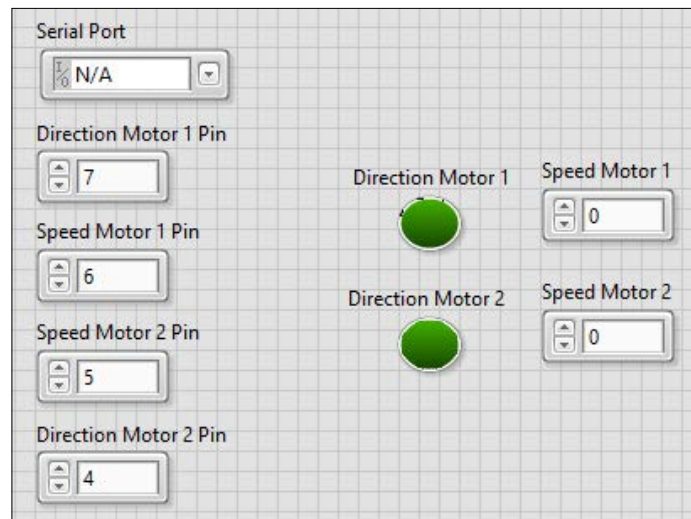 Serial Port
I/O N/A
Direction Motor 1 Pin
7
Speed Motor 1 Pin
6
Speed Motor 2 Pin
5
Direction Motor 2 Pin
4
Direction Motor 1
Speed Motor 1
0
Direction Motor 2
Speed Motor 2
0